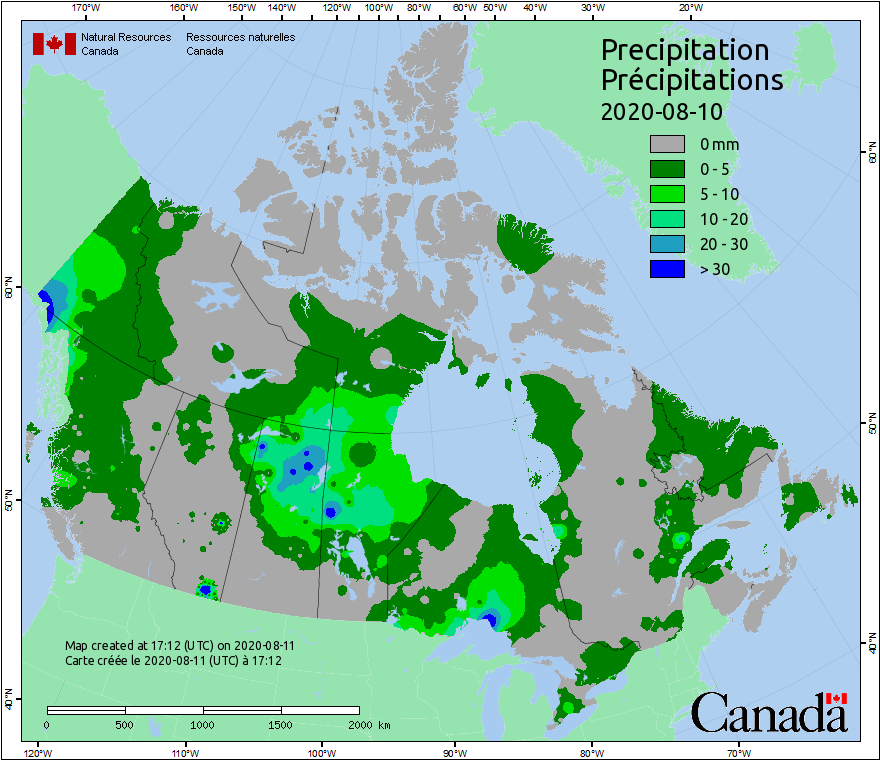 170°W 160°W 150°W 140°W 130°W 120°W 110°W 100°W 90°W 80°W 70°W 60°W 50°W 40°W 30°W 20°W
Natural Resources Ressources naturelles
Canada Canada
Precipitation
Précipitations
2020-08-10
0 mm
0 - 5
5 - 10
10 - 20
20 - 30
> 30
60°N
60°N
50°N
50°N
40°N
40°N
Map created at 17:12 (UTC) on 2020-08-11
Carte créée le 2020-08-11 (UTC) à 17:12
0 500 1000 1500 2000 km
Canada
120°W 110°W 100°W 90°W 80°W 70°W